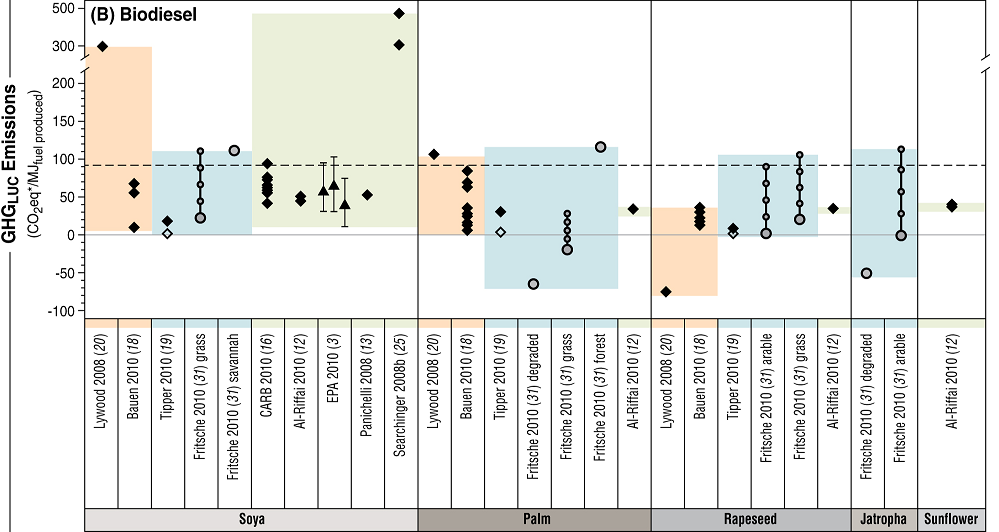 (B) Biodiesel
GHG_LUC Emissions
(CO2eq*/MJfuel produced)
500
300
200
150
100
50
0
-50
-100
Lywood 2008 (20)
Bauen 2010 (18)
Tipper 2010 (19)
Fritsche 2010 (31) grass
Fritsche 2010 (31) savannah
CARB 2010 (16)
Al-Riffai 2010 (12)
EPA 2010 (3)
Panichelli 2008 (13)
Searchinger 2008b (25)
Lywood 2008 (20)
Bauen 2010 (18)
Tipper 2010 (19)
Fritsche 2010 (31) degraded
Fritsche 2010 (31) grass
Fritsche 2010 (31) forest
Al-Riffai 2010 (12)
Lywood 2008 (20)
Bauen 2010 (18)
Tipper 2010 (19)
Fritsche 2010 (31) arable
Fritsche 2010 (31) grass
Al-Riffai 2010 (12)
Fritsche 2010 (31) degraded
Fritsche 2010 (31) arable
Al-Riffai 2010 (12)
Soya
Palm
Rapeseed
Jatropha
Sunflower